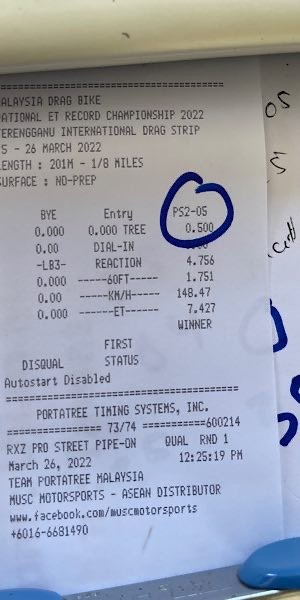 MALAYSIA DRAG BIKE
NATIONAL ET RECORD CHAMPIONSHIP 2022
TERENGGANU INTERNATIONAL DRAG STRIP
25 - 26 MARCH 2022
LENGTH : 201M - 1/8 MILES
SURFACE : NO-PREP
BYE Entry PS2-05
0.000 0.000 TREE 0.500
0.00 DIAL-IN
-LB3- REACTION 4.756
0.000 -----60FT----- 1.751
0.00 -----KM/H----- 148.47
0.000 ------ET------ 7.427
WINNER
FIRST
DISQUAL STATUS
Autostart Disabled
PORTATREE TIMING SYSTEMS, INC.
================ 73/74 ===========600214
RXZ PRO STREET PIPE-ON QUAL RND 1
March 26, 2022 12:25:19 PM
TEAM PORTATREE MALAYSIA
MUSC MOTORSPORTS - ASEAN DISTRIBUTOR
www.facebook.com/muscmotorsports
+6016-6681490
05